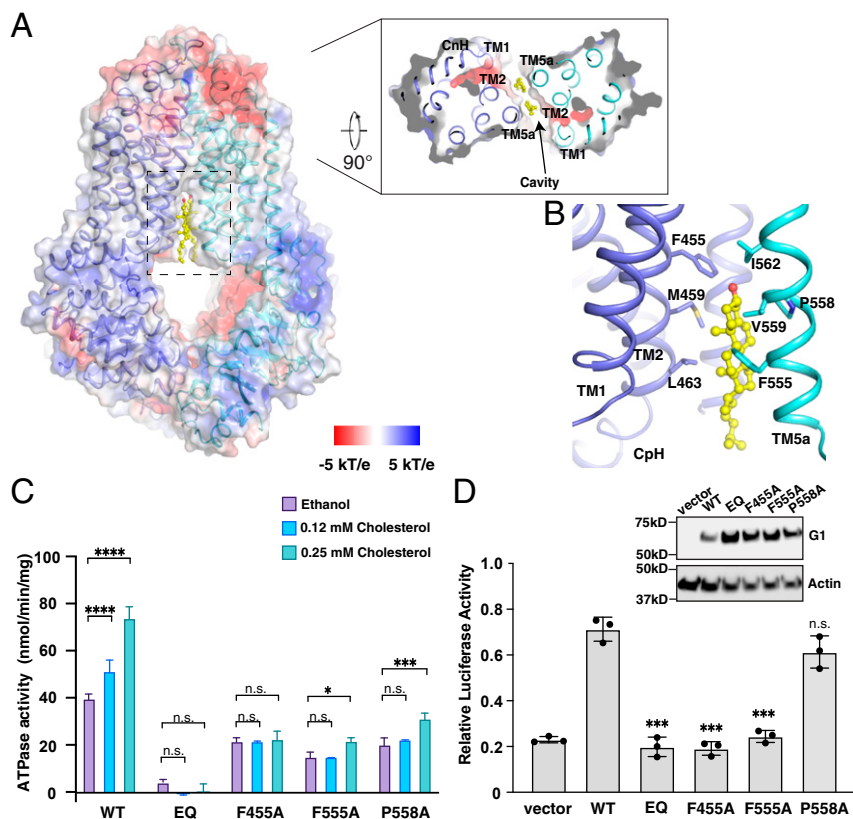 A
CnH
TM1
TM5a
TM2
TM2
TM5a
TM1
Cavity
90°
-5 kT/e
5 kT/e
B
F455
I562
M459
P558
V559
TM2
L463
F555
TM1
TM5a
CpH
C
Ethanol
0.12 mM Cholesterol
0.25 mM Cholesterol
ATPase activity (nmol/min/mg)
100
80
60
40
20
0
****
****
n.s.
n.s.
n.s.
n.s.
*
n.s.
***
n.s.
WT
EQ
F455A
F555A
P558A
D
vector
WT
EQ
F455A
F555A
P558A
75kD
50kD
G1
37kD
Actin
Relative Luciferase Activity
1.0
0.8
0.6
0.4
0.2
0
***
***
***
n.s.
vector
WT
EQ
F455A
F555A
P558A